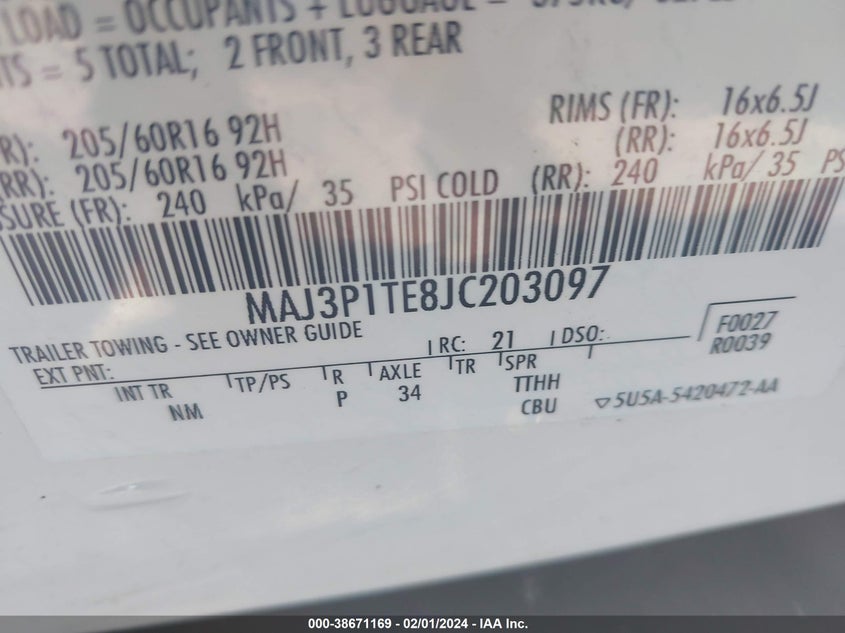 LOAD = OCCUPANTS + LUGGAGE =
TS = 5 TOTAL; 2 FRONT, 3 REAR
R): 205/60R16 92H RIMS (FR): 16x6.5J
RR): 205/60R16 92H (RR): 16x6.5J
SURE (FR): 240 kPa/ 35 PSI COLD (RR): 240 kPa/ 35 PS
MAJ3P1TE8JC203097
TRAILER TOWING - SEE OWNER GUIDE
EXT PNT: RC: 21 DSO: F0027
R0039
INT TR TP/PS R AXLE TR SPR
NM P 34 TTHH
CBU 5U5A-5420472-AA
000-38671169 - 02/01/2024 - IAA Inc.